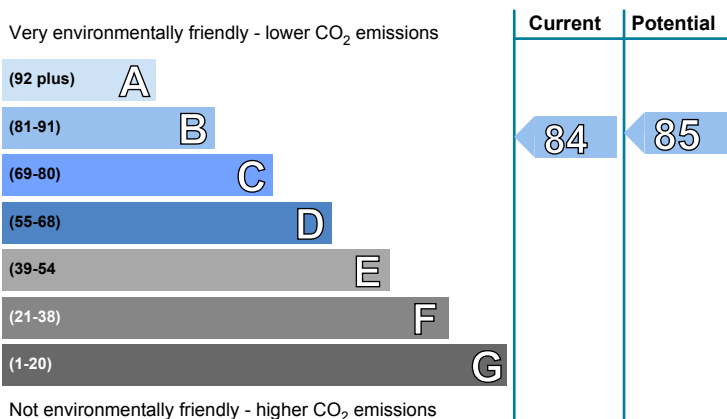 Current Potential
Very environmentally friendly - lower CO2 emissions
(92 plus) A
(81-91) B 84 85
(69-80) C
(55-68) D
(39-54 E
(21-38) F
(1-20) G
Not environmentally friendly - higher CO2 emissions